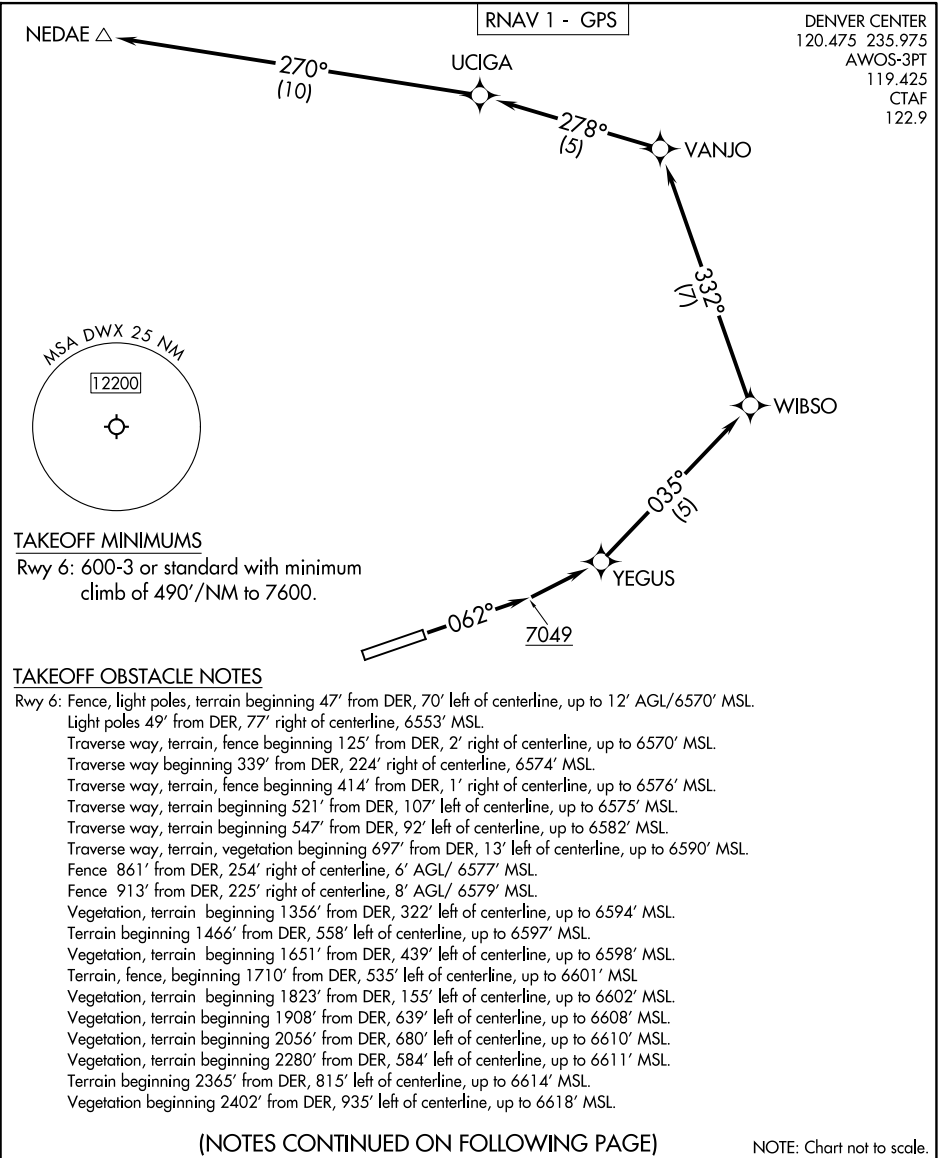 RNAV 1 - GPS
DENVER CENTER
120.475 235.975
AWOS-3PT
119.425
CTAF
122.9
NEDAE
270°
(10)
UCIGA
278°
(5)
VANJO
332°
(7)
MSA DWX 25 NM
12200
WIBSO
035°
(5)
YEGUS
062°
7049
TAKEOFF MINIMUMS
Rwy 6: 600-3 or standard with minimum
climb of 490'/NM to 7600.
TAKEOFF OBSTACLE NOTES
Rwy 6: Fence, light poles, terrain beginning 47' from DER, 70' left of centerline, up to 12' AGL/6570' MSL.
Light poles 49' from DER, 77' right of centerline, 6553' MSL.
Traverse way, terrain, fence beginning 125' from DER, 2' right of centerline, up to 6570' MSL.
Traverse way beginning 339' from DER, 224' right of centerline, 6574' MSL.
Traverse way, terrain, fence beginning 414' from DER, 1' right of centerline, up to 6576' MSL.
Traverse way, terrain beginning 521' from DER, 107' left of centerline, up to 6575' MSL.
Traverse way, terrain beginning 547' from DER, 92' left of centerline, up to 6582' MSL.
Traverse way, terrain, vegetation beginning 697' from DER, 13' left of centerline, up to 6590' MSL.
Fence 861' from DER, 254' right of centerline, 6' AGL/ 6577' MSL.
Fence 913' from DER, 225' right of centerline, 8' AGL/ 6579' MSL.
Vegetation, terrain beginning 1356' from DER, 322' left of centerline, up to 6594' MSL.
Terrain beginning 1466' from DER, 558' left of centerline, up to 6597' MSL.
Vegetation, terrain beginning 1651' from DER, 439' left of centerline, up to 6598' MSL.
Terrain, fence, beginning 1710' from DER, 535' left of centerline, up to 6601' MSL
Vegetation, terrain beginning 1823' from DER, 155' left of centerline, up to 6602' MSL.
Vegetation, terrain beginning 1908' from DER, 639' left of centerline, up to 6608' MSL.
Vegetation, terrain beginning 2056' from DER, 680' left of centerline, up to 6610' MSL.
Vegetation, terrain beginning 2280' from DER, 584' left of centerline, up to 6611' MSL.
Terrain beginning 2365' from DER, 815' left of centerline, up to 6614' MSL.
Vegetation beginning 2402' from DER, 935' left of centerline, up to 6618' MSL.
(NOTES CONTINUED ON FOLLOWING PAGE)
NOTE: Chart not to scale.